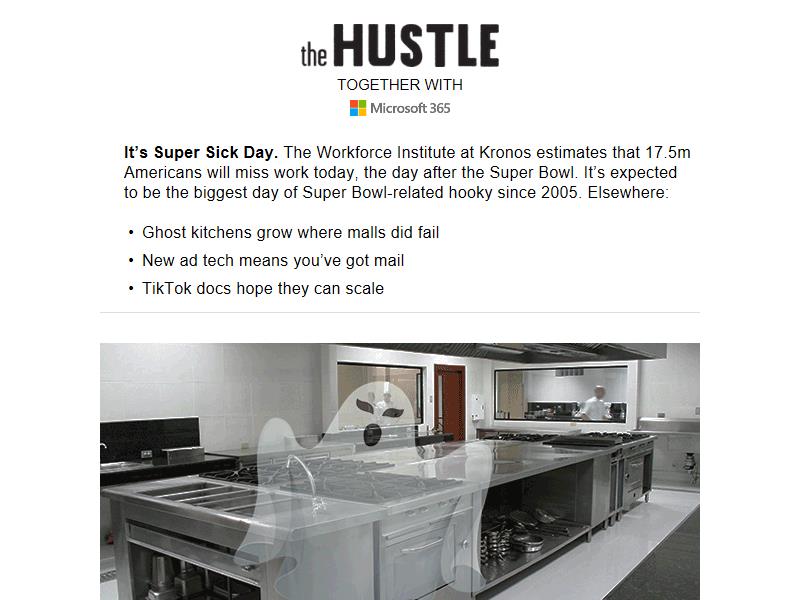 the HUSTLE
TOGETHER WITH
Microsoft 365
It's Super Sick Day. The Workforce Institute at Kronos estimates that 17.5m
Americans will miss work today, the day after the Super Bowl. It's expected
to be the biggest day of Super Bowl-related hooky since 2005. Elsewhere:
• Ghost kitchens grow where malls did fail
• New ad tech means you've got mail
• TikTok docs hope they can scale